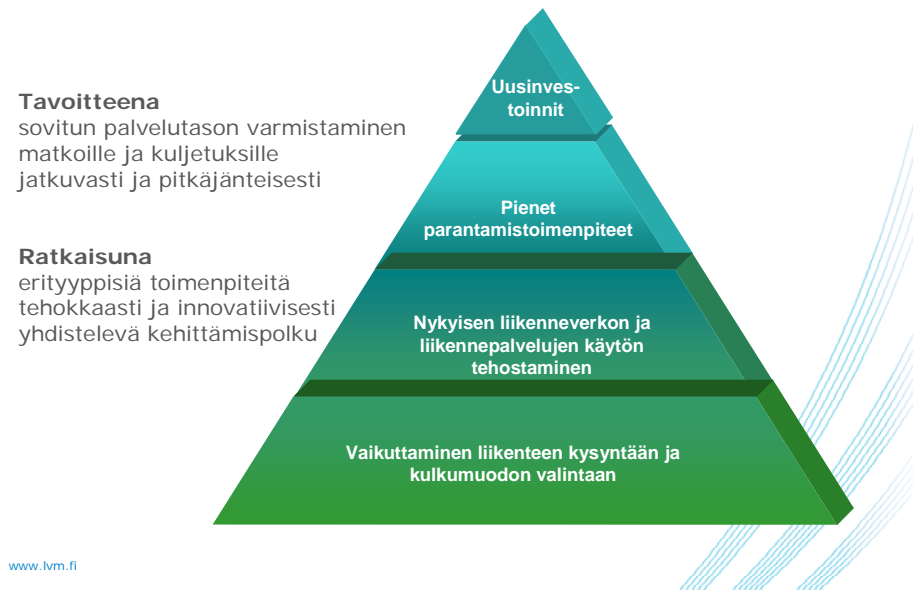 Tavoitteena
sovitun palvelutason varmistaminen
matkoille ja kuljetuksille
jatkuvasti ja pitkäjänteisesti
Ratkaisuna
erityyppisiä toimenpiteitä
tehokkaasti ja innovatiivisesti
yhdistelevä kehittämispolku
Uusinves-
toinnit
Pienet
parantamistoimenpiteet
Nykyisen liikenneverkon ja
liikennepalvelujen käytön
tehostaminen
Vaikuttaminen liikenteen kysyntään ja
kulkumuodon valintaan
www.lvm.fi